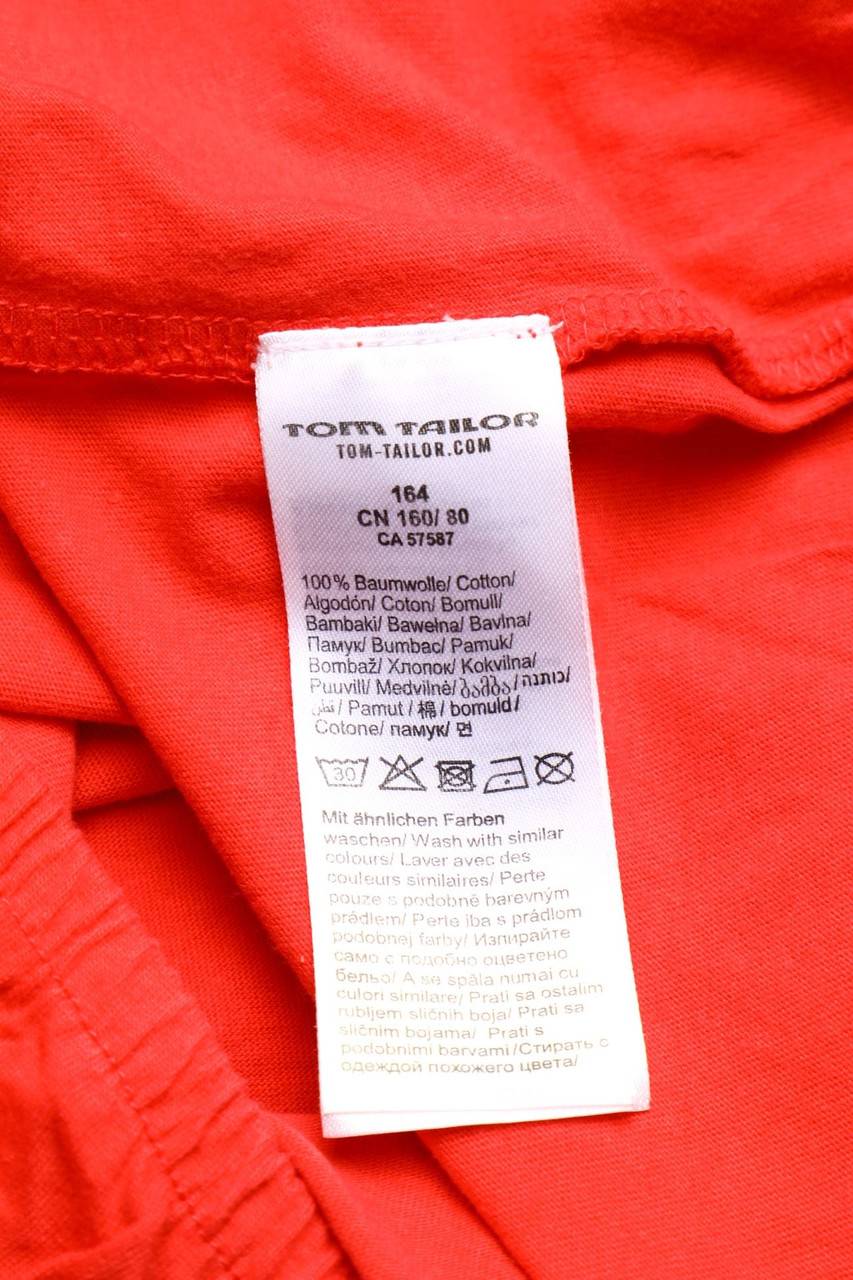 TOM TAILOR
TOM-TAILOR.COM
164
CN 160/ 80
CA 57587
100% Baumwolle/ Cotton/
Algodón/ Coton/ Bomull/
Bambaki/ Bawełna/ Bavlna/
Памук/ Bumbac/ Pamuk/
Bombaž/ Хлопок/ Kokvilna/
Puuvill/ Medvilnė/ ბამბა/ כותנה/
قطن/ Pamut / 棉/ bomuld/
Cotone/ памук/ 면
30
Mit ähnlichen Farben
waschen/ Wash with similar
colours/ Laver avec des
couleurs similaires/ Perte
pouze s podobně barevným
prádlem/ Perte iba s prádlom
podobnej farby/ Изпирайте
само с подобно оцветено
бельо/ A se spăla numai cu
culori similare/ Prati sa ostalim
rubljem sličnih boja/ Prati sa
sličnim bojama/ Prati s
podobnimi barvami /Стирать с
одеждой похожего цвета/